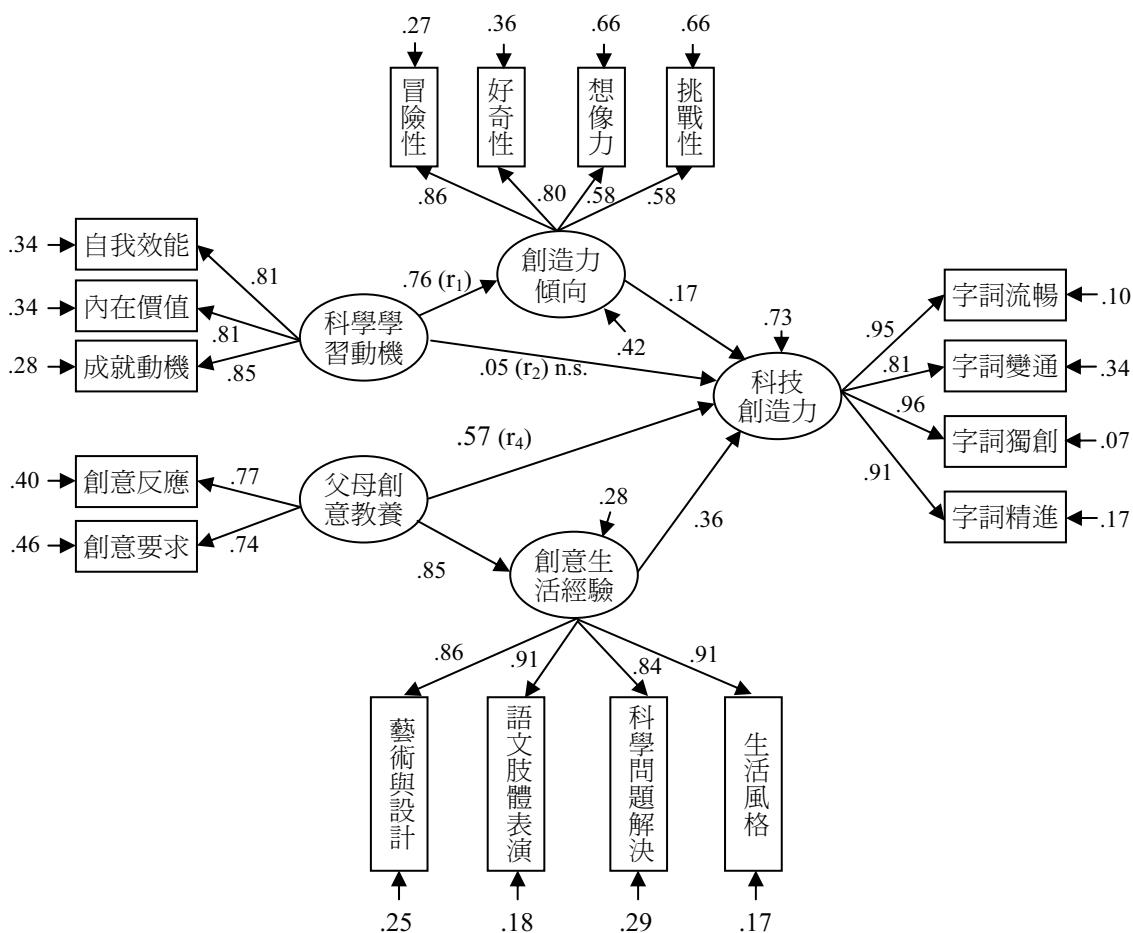 .27
.36
.66
.66
冒險性
好奇性
想像力
挑戰性
.86
.80
.58
.58
.34
自我效能
.81
.34
內在價值
.81
.28
成就動機
.85
科學學
習動機
.76 (r₁)
創造力
傾向
.42
.17
.05 (r₂) n.s.
.73
科技
創造力
.95
字詞流暢
.10
.81
字詞變通
.34
.96
字詞獨創
.07
.91
字詞精進
.17
.57 (r₄)
.40
創意反應
.77
.46
創意要求
.74
父母創
意教養
.85
.28
創意生
活經驗
.36
.86
.91
.84
.91
藝術與設計
語文肢體表演
科學問題解決
生活風格
.25
.18
.29
.17